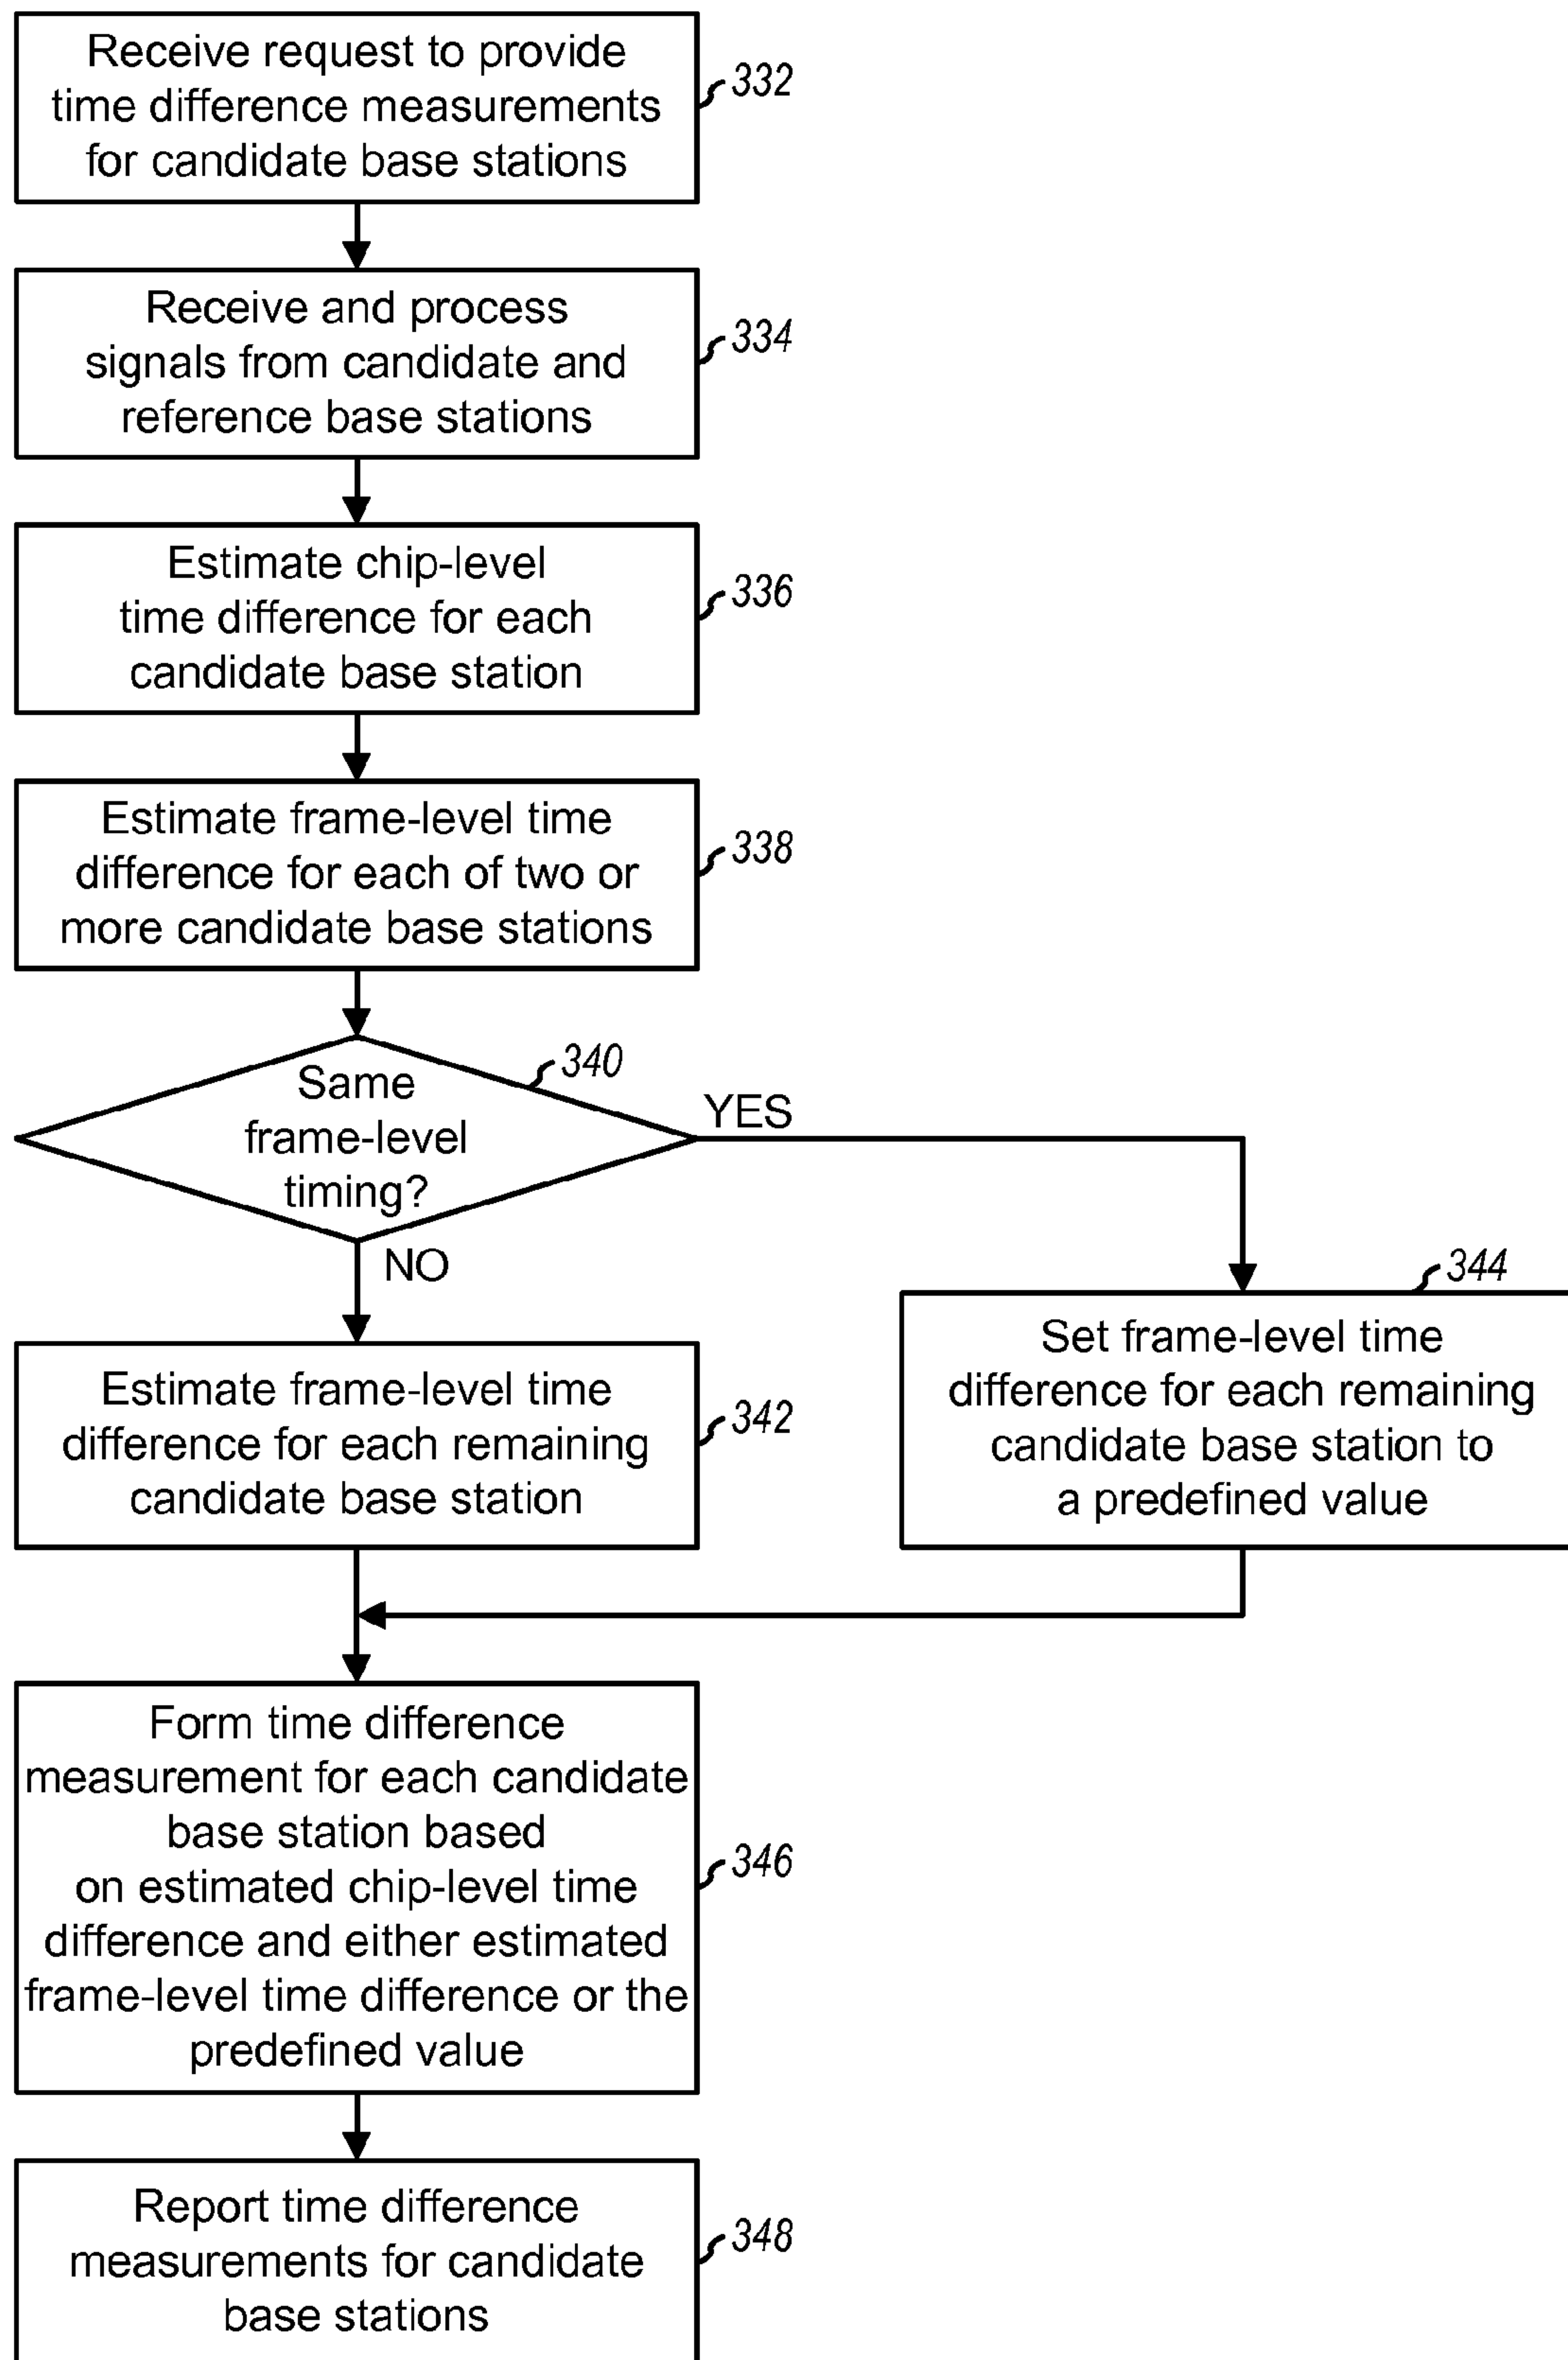 Receive request to provide
time difference measurements
for candidate base stations
332
Receive and process
signals from candidate and
reference base stations
334
Estimate chip-level
time difference for each
candidate base station
336
Estimate frame-level time
difference for each of two or
more candidate base stations
338
Same
frame-level
timing?
340
YES
NO
Estimate frame-level time
difference for each remaining
candidate base station
342
Set frame-level time
difference for each remaining
candidate base station to
a predefined value
344
Form time difference
measurement for each candidate
base station based
on estimated chip-level time
difference and either estimated
frame-level time difference or the
predefined value
346
Report time difference
measurements for candidate
base stations
348